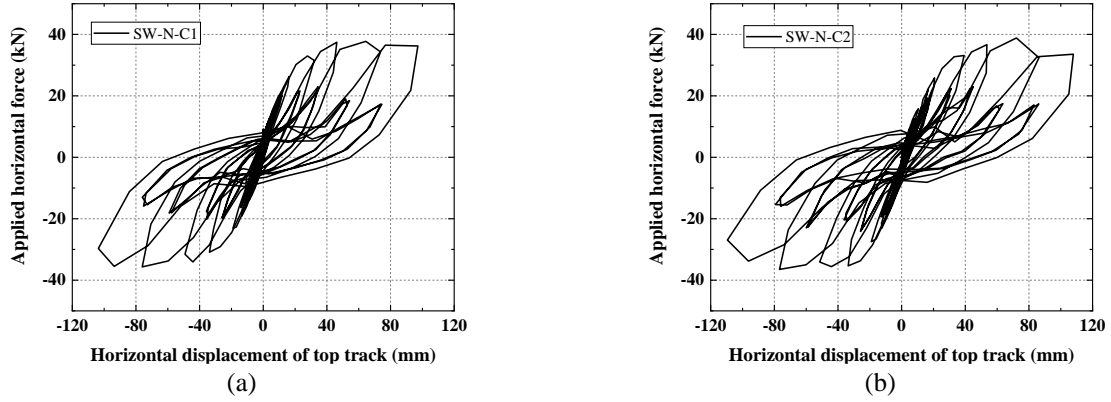 SW-N-C1
Applied horizontal force (kN)
40
20
0
-20
-40
-120 -80 -40 0 40 80 120
Horizontal displacement of top track (mm)
(a)
SW-N-C2
Applied horizontal force (kN)
40
20
0
-20
-40
-120 -80 -40 0 40 80 120
Horizontal displacement of top track (mm)
(b)